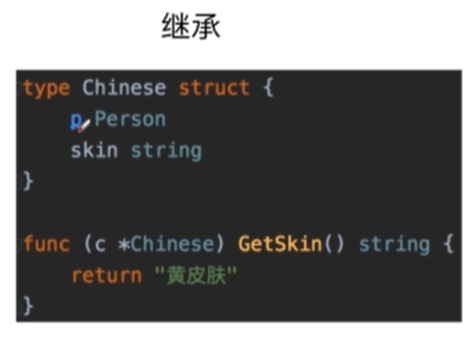 继承
type Chinese struct {
    p Person
    skin string
}
func (c *Chinese) GetSkin() string {
    return "黄皮肤"
}